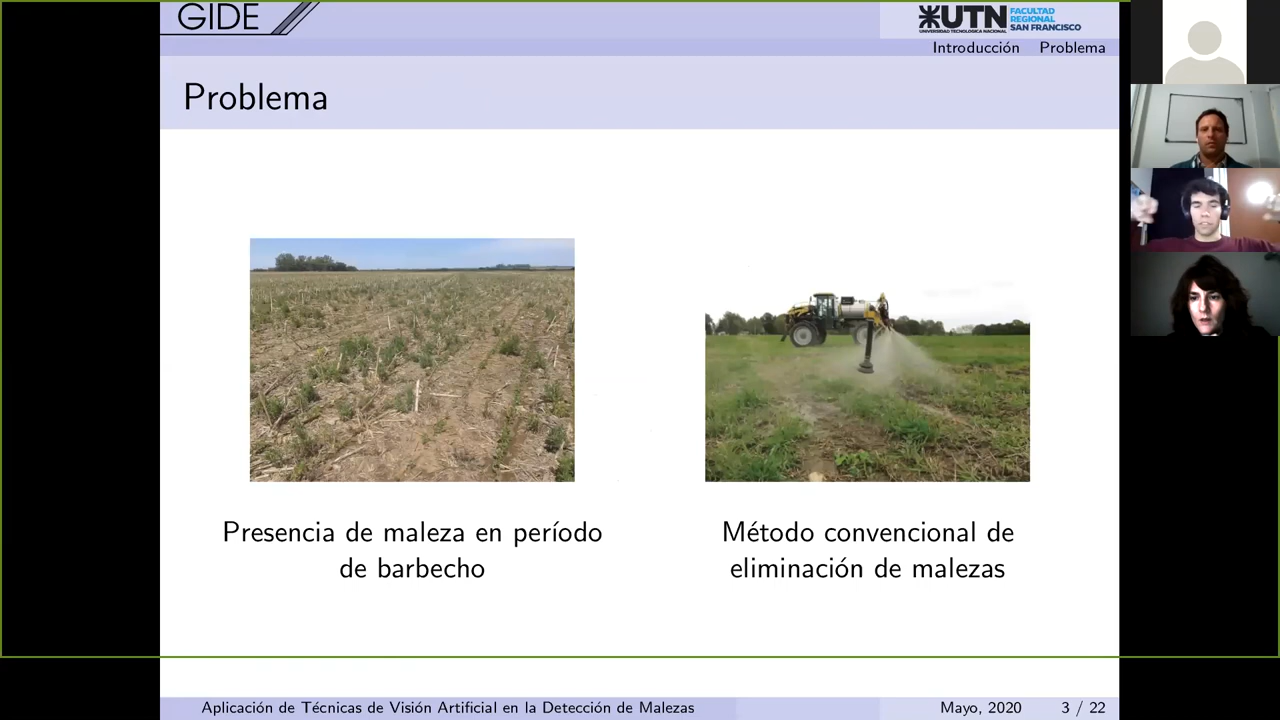 GIDE
UTN
UNIVERSIDAD TECNOLÓGICA NACIONAL
FACULTAD
REGIONAL
SAN FRANCISCO
Introducción Problema
Problema
Presencia de maleza en período
de barbecho
Método convencional de
eliminación de malezas
Aplicación de Técnicas de Visión Artificial en la Detección de Malezas
Mayo, 2020
3 / 22